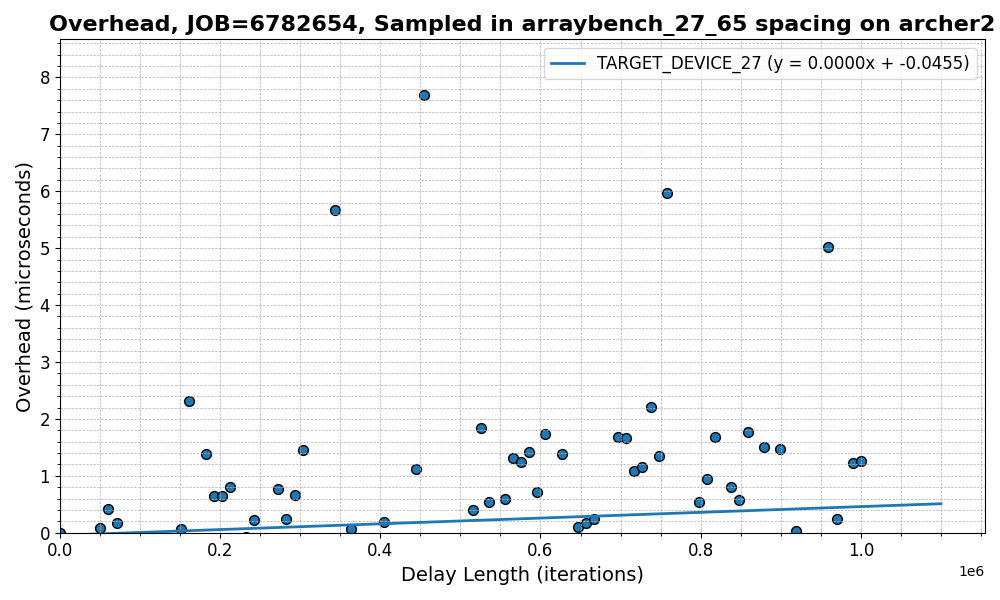 Overhead, JOB=6782654, Sampled in arraybench_27_65 spacing on archer2
TARGET_DEVICE_27 (y = 0.0000x + -0.0455)
Overhead (microseconds)
8
7
6
5
4
3
2
1
0
0.0 0.2 0.4 0.6 0.8 1.0
1e6
Delay Length (iterations)